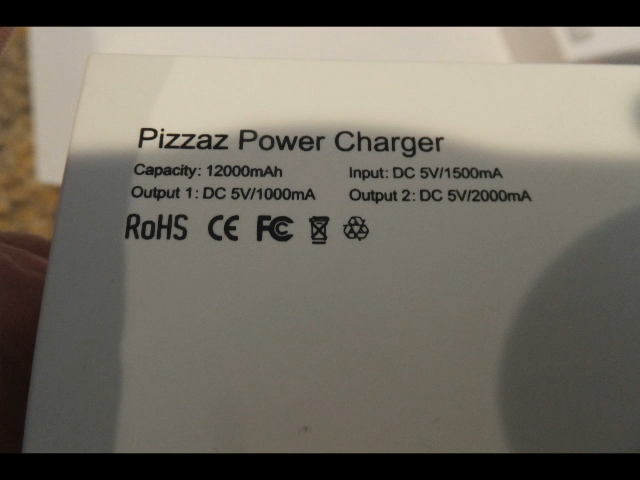 Pizzaz Power Charger
Capacity: 12000mAh Input: DC 5V/1500mA
Output 1: DC 5V/1000mA Output 2: DC 5V/2000mA
RoHS CE FC